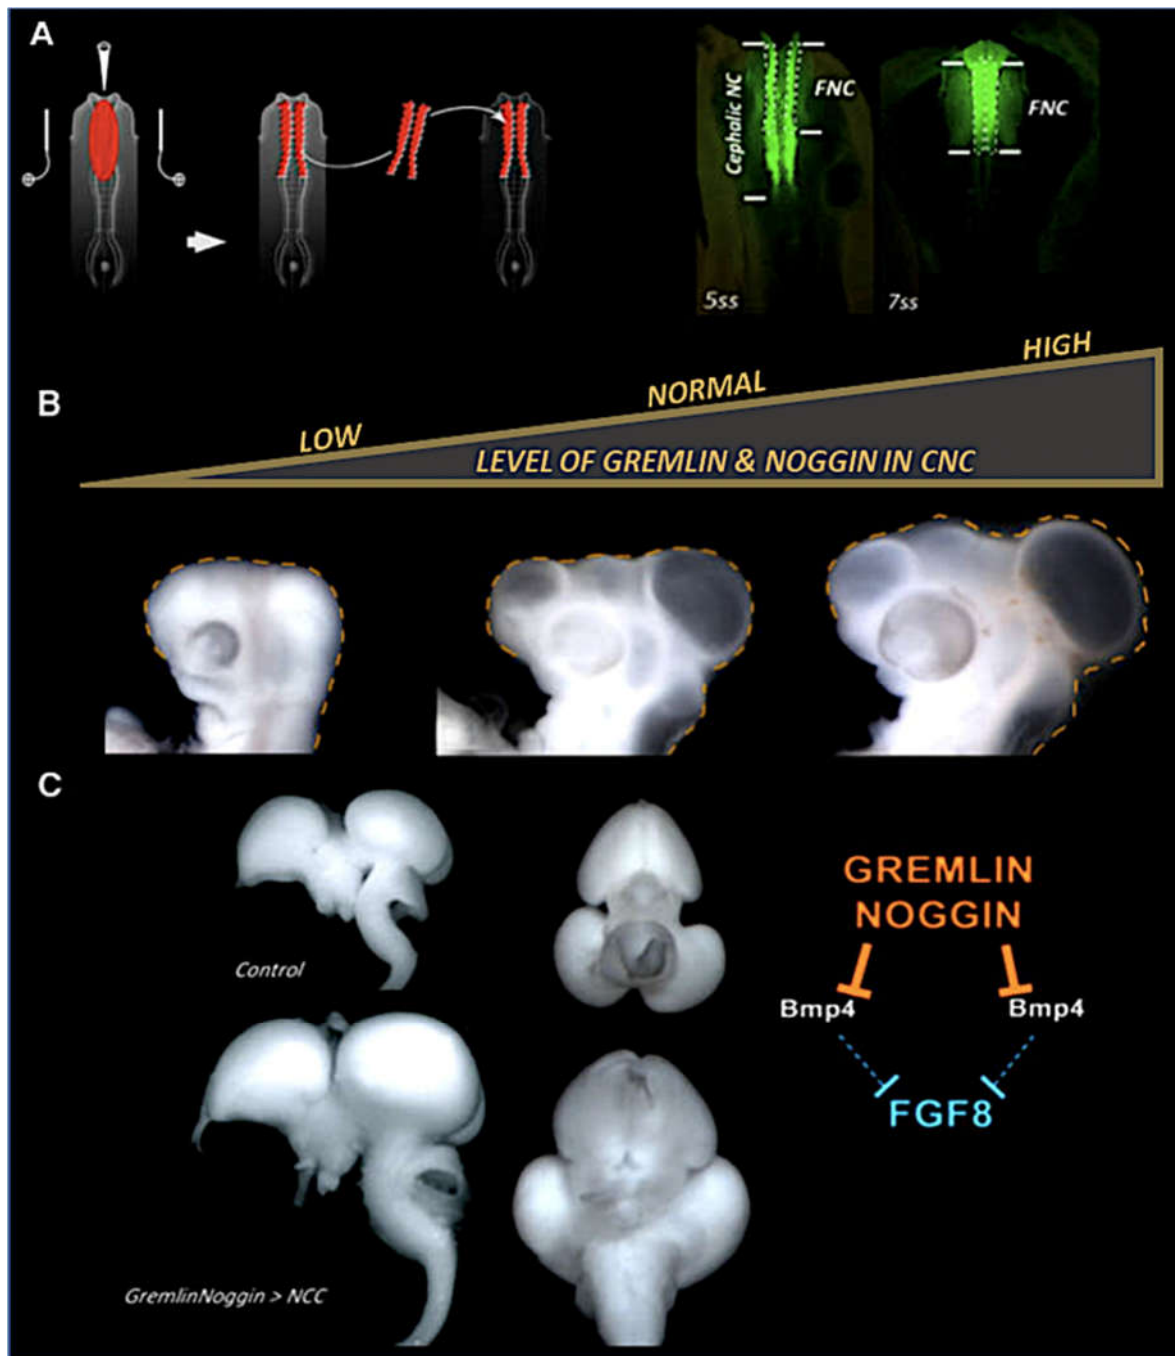 A
Cephalic NC
FNC
5ss
FNC
7ss
B
LOW
NORMAL
HIGH
LEVEL OF GREMLIN & NOGGIN IN CNC
C
Control
GremlinNoggin > NCC
GREMLIN
NOGGIN
Bmp4
Bmp4
FGF8